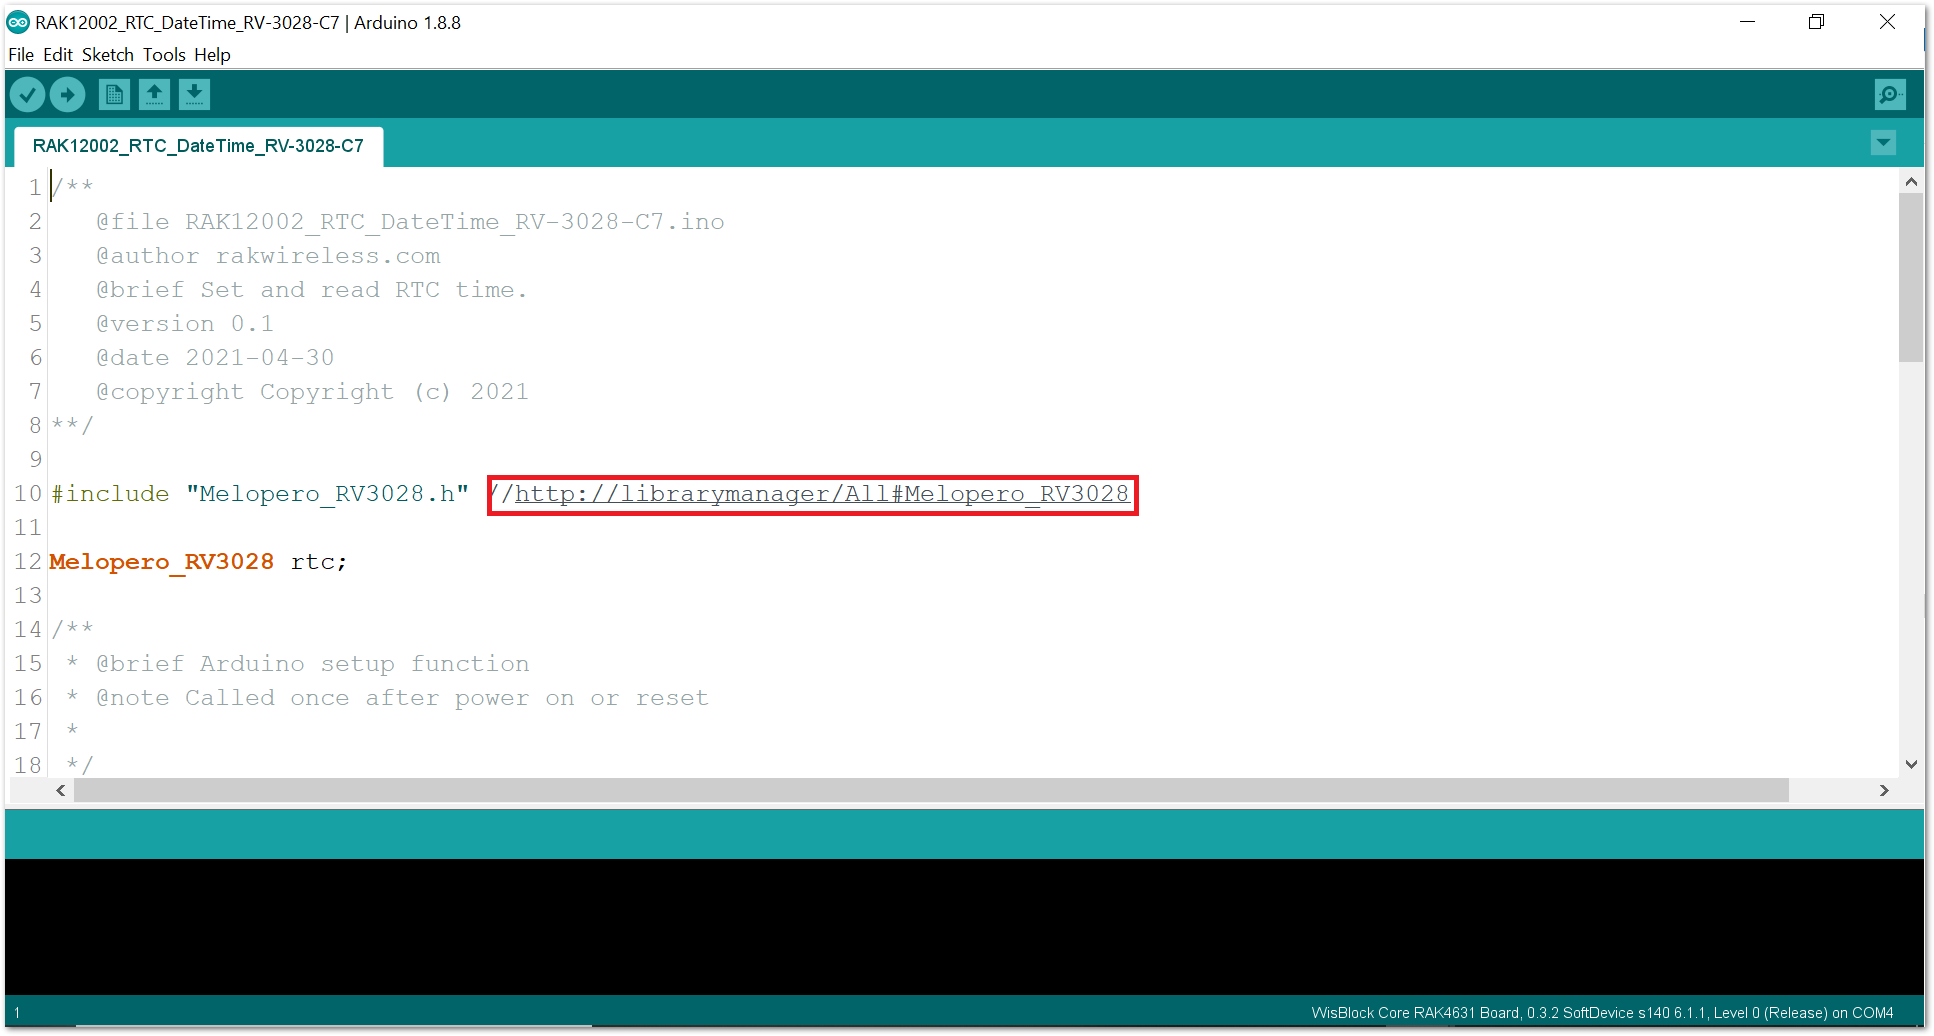 RAK12002_RTC_DateTime_RV-3028-C7 | Arduino 1.8.8
File Edit Sketch Tools Help
RAK12002_RTC_DateTime_RV-3028-C7
1 /**
2 @file RAK12002_RTC_DateTime_RV-3028-C7.ino
3 @author rakwireless.com
4 @brief Set and read RTC time.
5 @version 0.1
6 @date 2021-04-30
7 @copyright Copyright (c) 2021
8 **/
9
10 #include "Melopero_RV3028.h" //http://librarymanager/All#Melopero_RV3028
11
12 Melopero_RV3028 rtc;
13
14 /**
15 * @brief Arduino setup function
16 * @note Called once after power on or reset
17 *
18 */
1 WisBlock Core RAK4631 Board, 0.3.2 SoftDevice s140 6.1.1, Level 0 (Release) on COM4